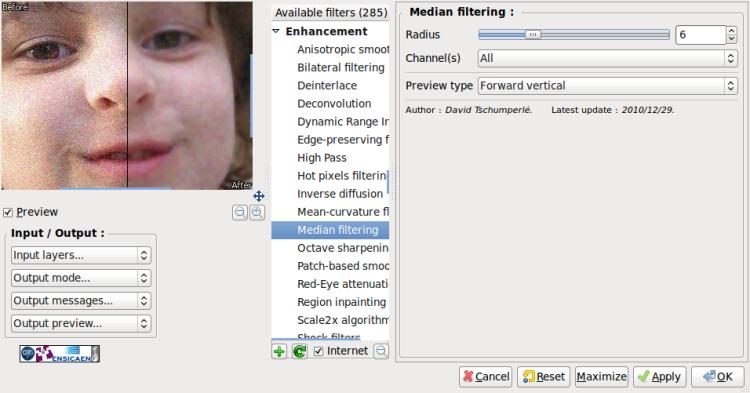 Before
After
Preview
Input / Output :
Input layers...
Output mode...
Output messages...
Output preview...
ENSICAEN
Available filters (285)
Enhancement
Anisotropic smoot
Bilateral filtering
Deinterlace
Deconvolution
Dynamic Range In
Edge-preserving f
High Pass
Hot pixels filterin
Inverse diffusion
Mean-curvature fl
Median filtering
Octave sharpenin
Patch-based smoo
Red-Eye attenuati
Region inpainting
Scale2x algorithm
Shock filters
Internet
Median filtering :
Radius 6
Channel(s) All
Preview type Forward vertical
Author : David Tschumperlé. Latest update : 2010/12/29.
Cancel Reset Maximize Apply OK